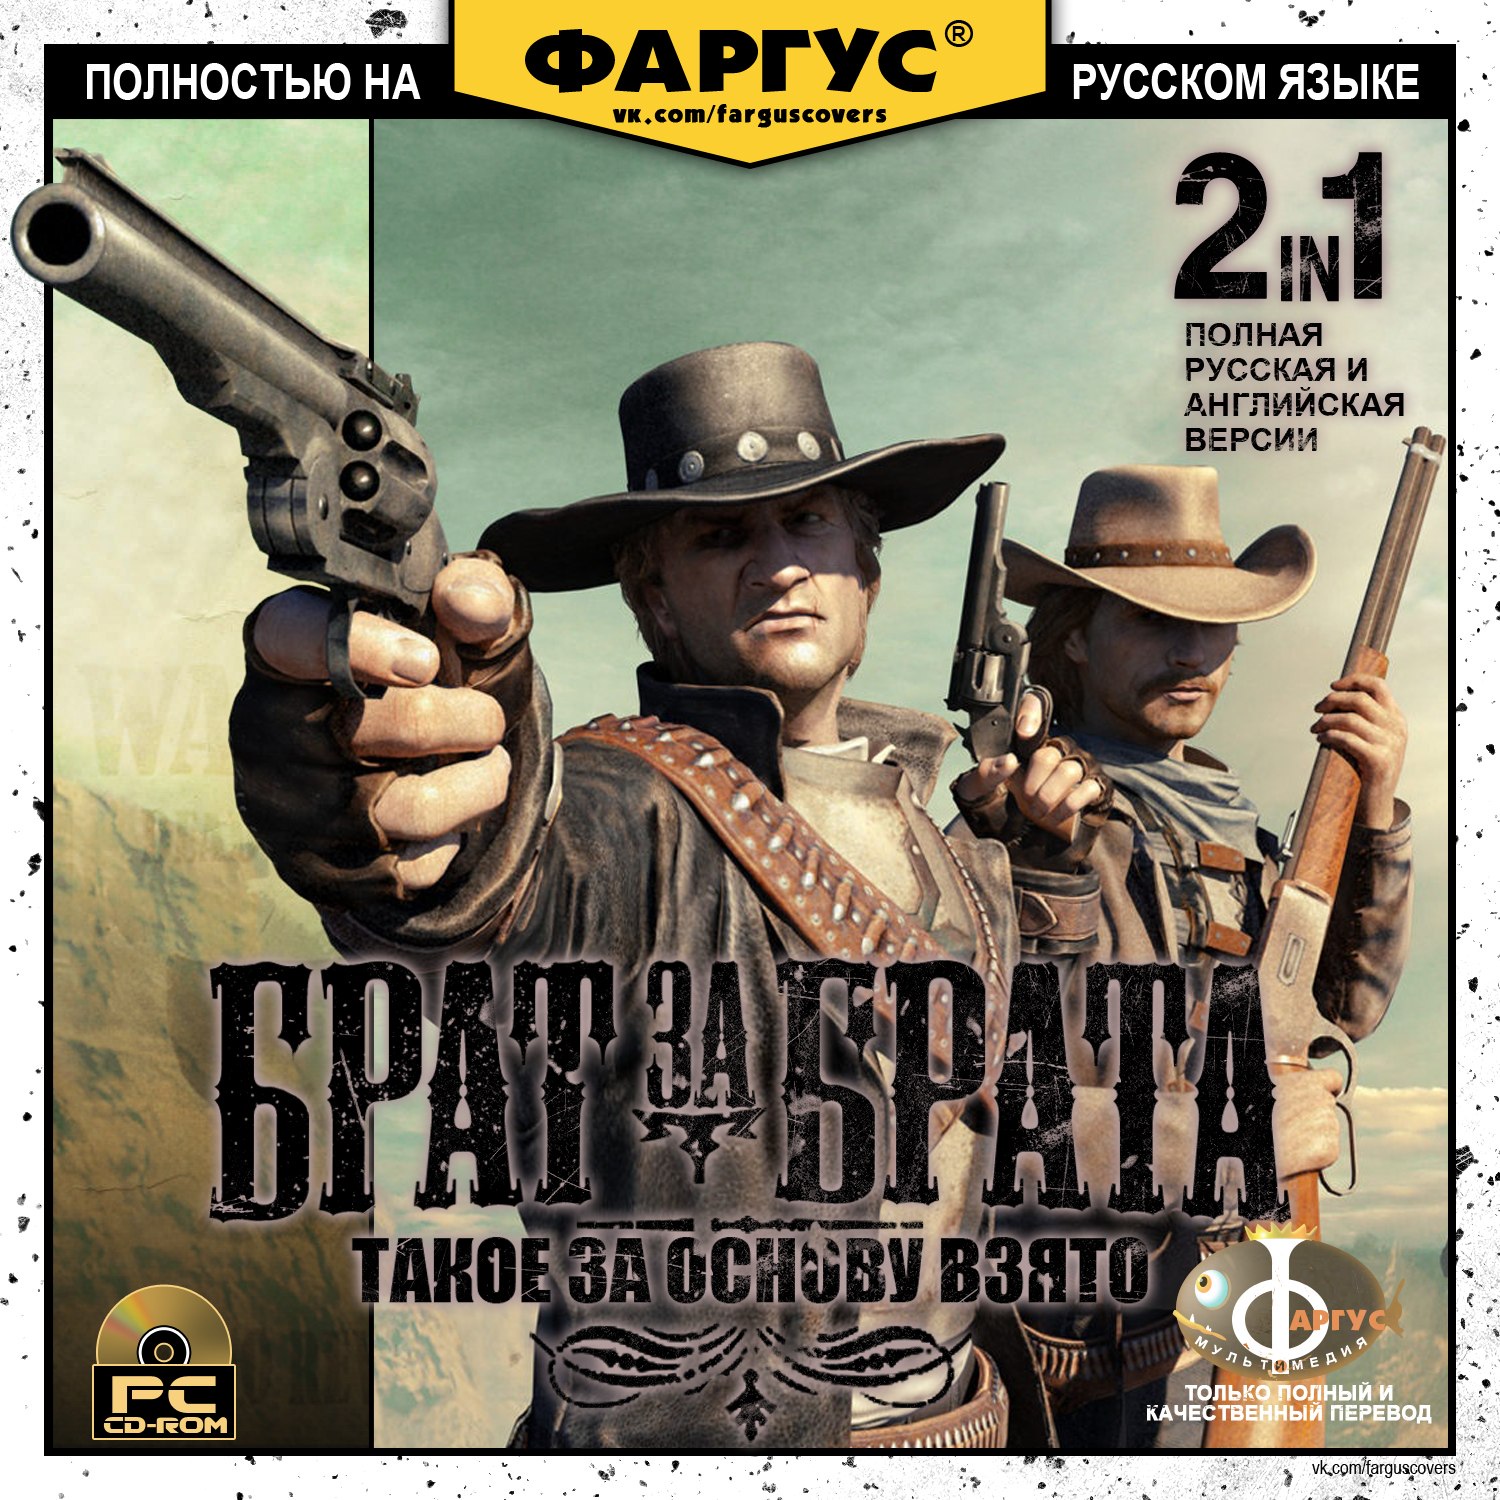 ФАРГУС®
vk.com/farguscovers
ПОЛНОСТЬЮ НА РУССКОМ ЯЗЫКЕ
2IN1
ПОЛНАЯ
РУССКАЯ И
АНГЛИЙСКАЯ
ВЕРСИИ
БРАТ ЗА БРАТА
ТАКОЕ ЗА ОСНОВУ ВЗЯТО
PC
CD-ROM
ФАРГУС
МУЛЬТИМЕДИЯ
ТОЛЬКО ПОЛНЫЙ И
КАЧЕСТВЕННЫЙ ПЕРЕВОД
vk.com/farguscovers